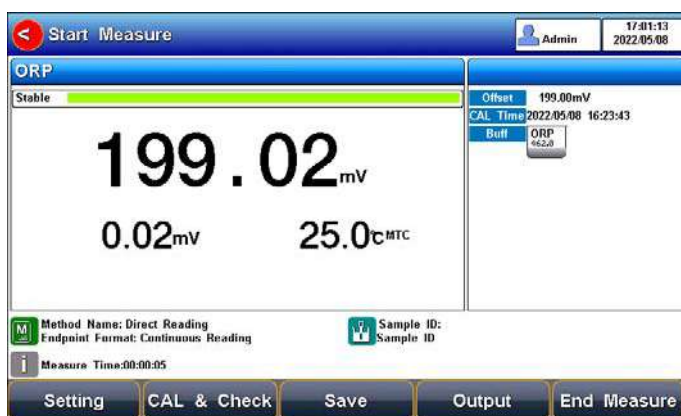 Start Measure
Admin
17:01:13
2022/05/08
ORP
Stable
199.02mV
0.02mV
25.0℃MTC
Offset 199.00mV
CAL Time 2022/05/08 16:23:43
Buff ORP
462.0
Method Name: Direct Reading
Endpoint Format: Continuous Reading
Sample ID:
Sample ID
Measure Time:00:00:05
Setting
CAL & Check
Save
Output
End Measure